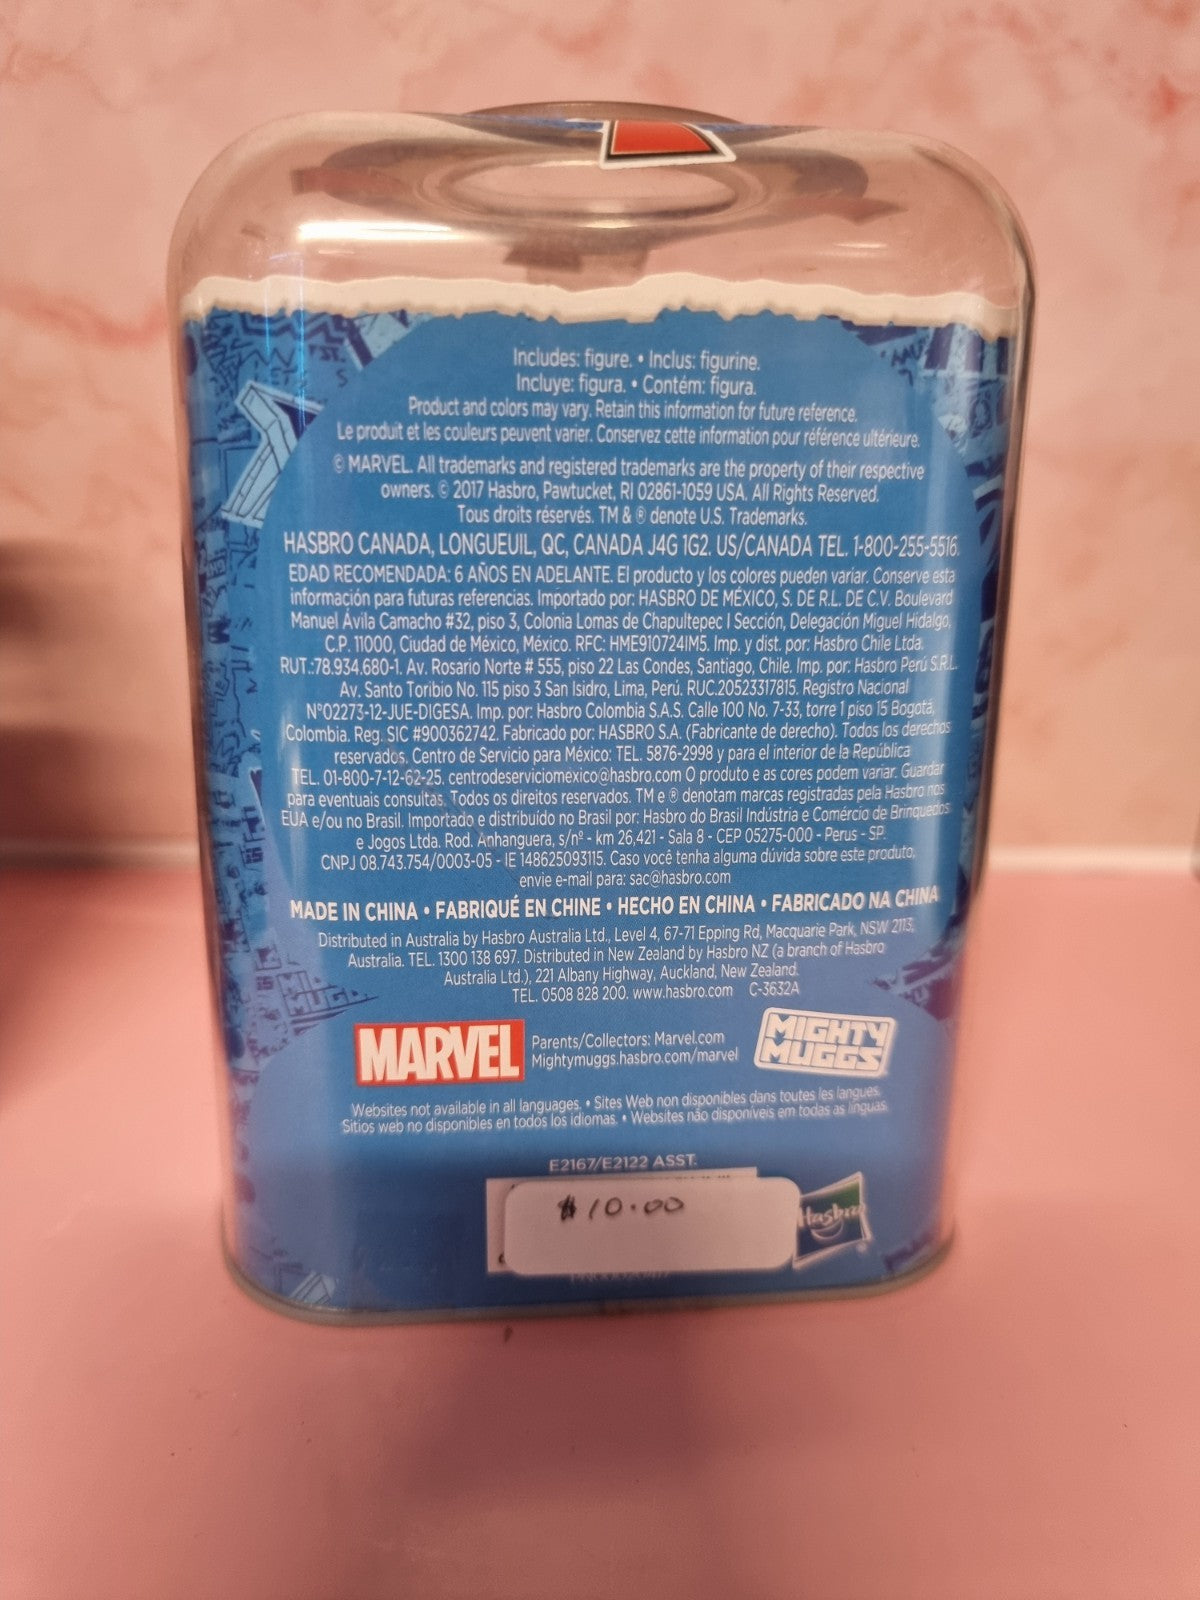 Includes: figure. • Inclus: figurine.
Incluye: figura. • Contém: figura.
Product and colors may vary. Retain this information for future reference.
Le produit et les couleurs peuvent varier. Conservez cette information pour référence ultérieure.
© MARVEL. All trademarks and registered trademarks are the property of their respective
owners. © 2017 Hasbro, Pawtucket, RI 02861-1059 USA. All Rights Reserved.
Tous droits réservés. TM & ® denote U.S. Trademarks.
HASBRO CANADA, LONGUEUIL, QC, CANADA J4G 1G2. US/CANADA TEL. 1-800-255-5516.
EDAD RECOMENDADA: 6 AÑOS EN ADELANTE. El producto y los colores pueden variar. Conserve esta
información para futuras referencias. Importado por: HASBRO DE MÉXICO, S. DE R.L. DE C.V. Boulevard
Manuel Ávila Camacho #32, piso 3, Colonia Lomas de Chapultepec I Sección, Delegación Miguel Hidalgo,
C.P. 11000, Ciudad de México, México. RFC: HME910724IM5. Imp. y dist. por: Hasbro Chile Ltda.
RUT.:78.934.680-1. Av. Rosario Norte # 555, piso 22 Las Condes, Santiago, Chile. Imp. por: Hasbro Perú S.R.L.
Av. Santo Toribio No. 115 piso 3 San Isidro, Lima, Perú. RUC.20523317815. Registro Nacional
N°02273-12-JUE-DIGESA. Imp. por: Hasbro Colombia S.A.S. Calle 100 No. 7-33, torre 1 piso 15 Bogotá,
Colombia. Reg. SIC #900362742. Fabricado por: HASBRO S.A. (Fabricante de derecho). Todos los derechos
reservados. Centro de Servicio para México: TEL. 5876-2998 y para el interior de la República
TEL. 01-800-7-12-62-25. centrodeserviciomexico@hasbro.com O produto e as cores podem variar. Guardar
para eventuais consultas. Todos os direitos reservados. TM e ® denotam marcas registradas pela Hasbro nos
EUA e/ou no Brasil. Importado e distribuído no Brasil por: Hasbro do Brasil Indústria e Comércio de Brinquedos
e Jogos Ltda. Rod. Anhanguera, s/nº - km 26,421 - Sala 8 - CEP 05275-000 - Perus - SP.
CNPJ 08.743.754/0003-05 - IE 148625093115. Caso você tenha alguma dúvida sobre este produto,
envie e-mail para: sac@hasbro.com
MADE IN CHINA • FABRIQUÉ EN CHINE • HECHO EN CHINA • FABRICADO NA CHINA
Distributed in Australia by Hasbro Australia Ltd., Level 4, 67-71 Epping Rd, Macquarie Park, NSW 2113,
Australia. TEL. 1300 138 697. Distributed in New Zealand by Hasbro NZ (a branch of Hasbro
Australia Ltd.), 221 Albany Highway, Auckland, New Zealand.
TEL. 0508 828 200. www.hasbro.com C-3632A
MARVEL
Parents/Collectors: Marvel.com
Mightymuggs.hasbro.com/marvel
MIGHTY
MUGGS
Websites not available in all languages. • Sites Web non disponibles dans toutes les langues.
Sitios web no disponibles en todos los idiomas. • Websites não disponíveis em todas as línguas.
E2167/E2122 ASST.
$10.00
Hasbro